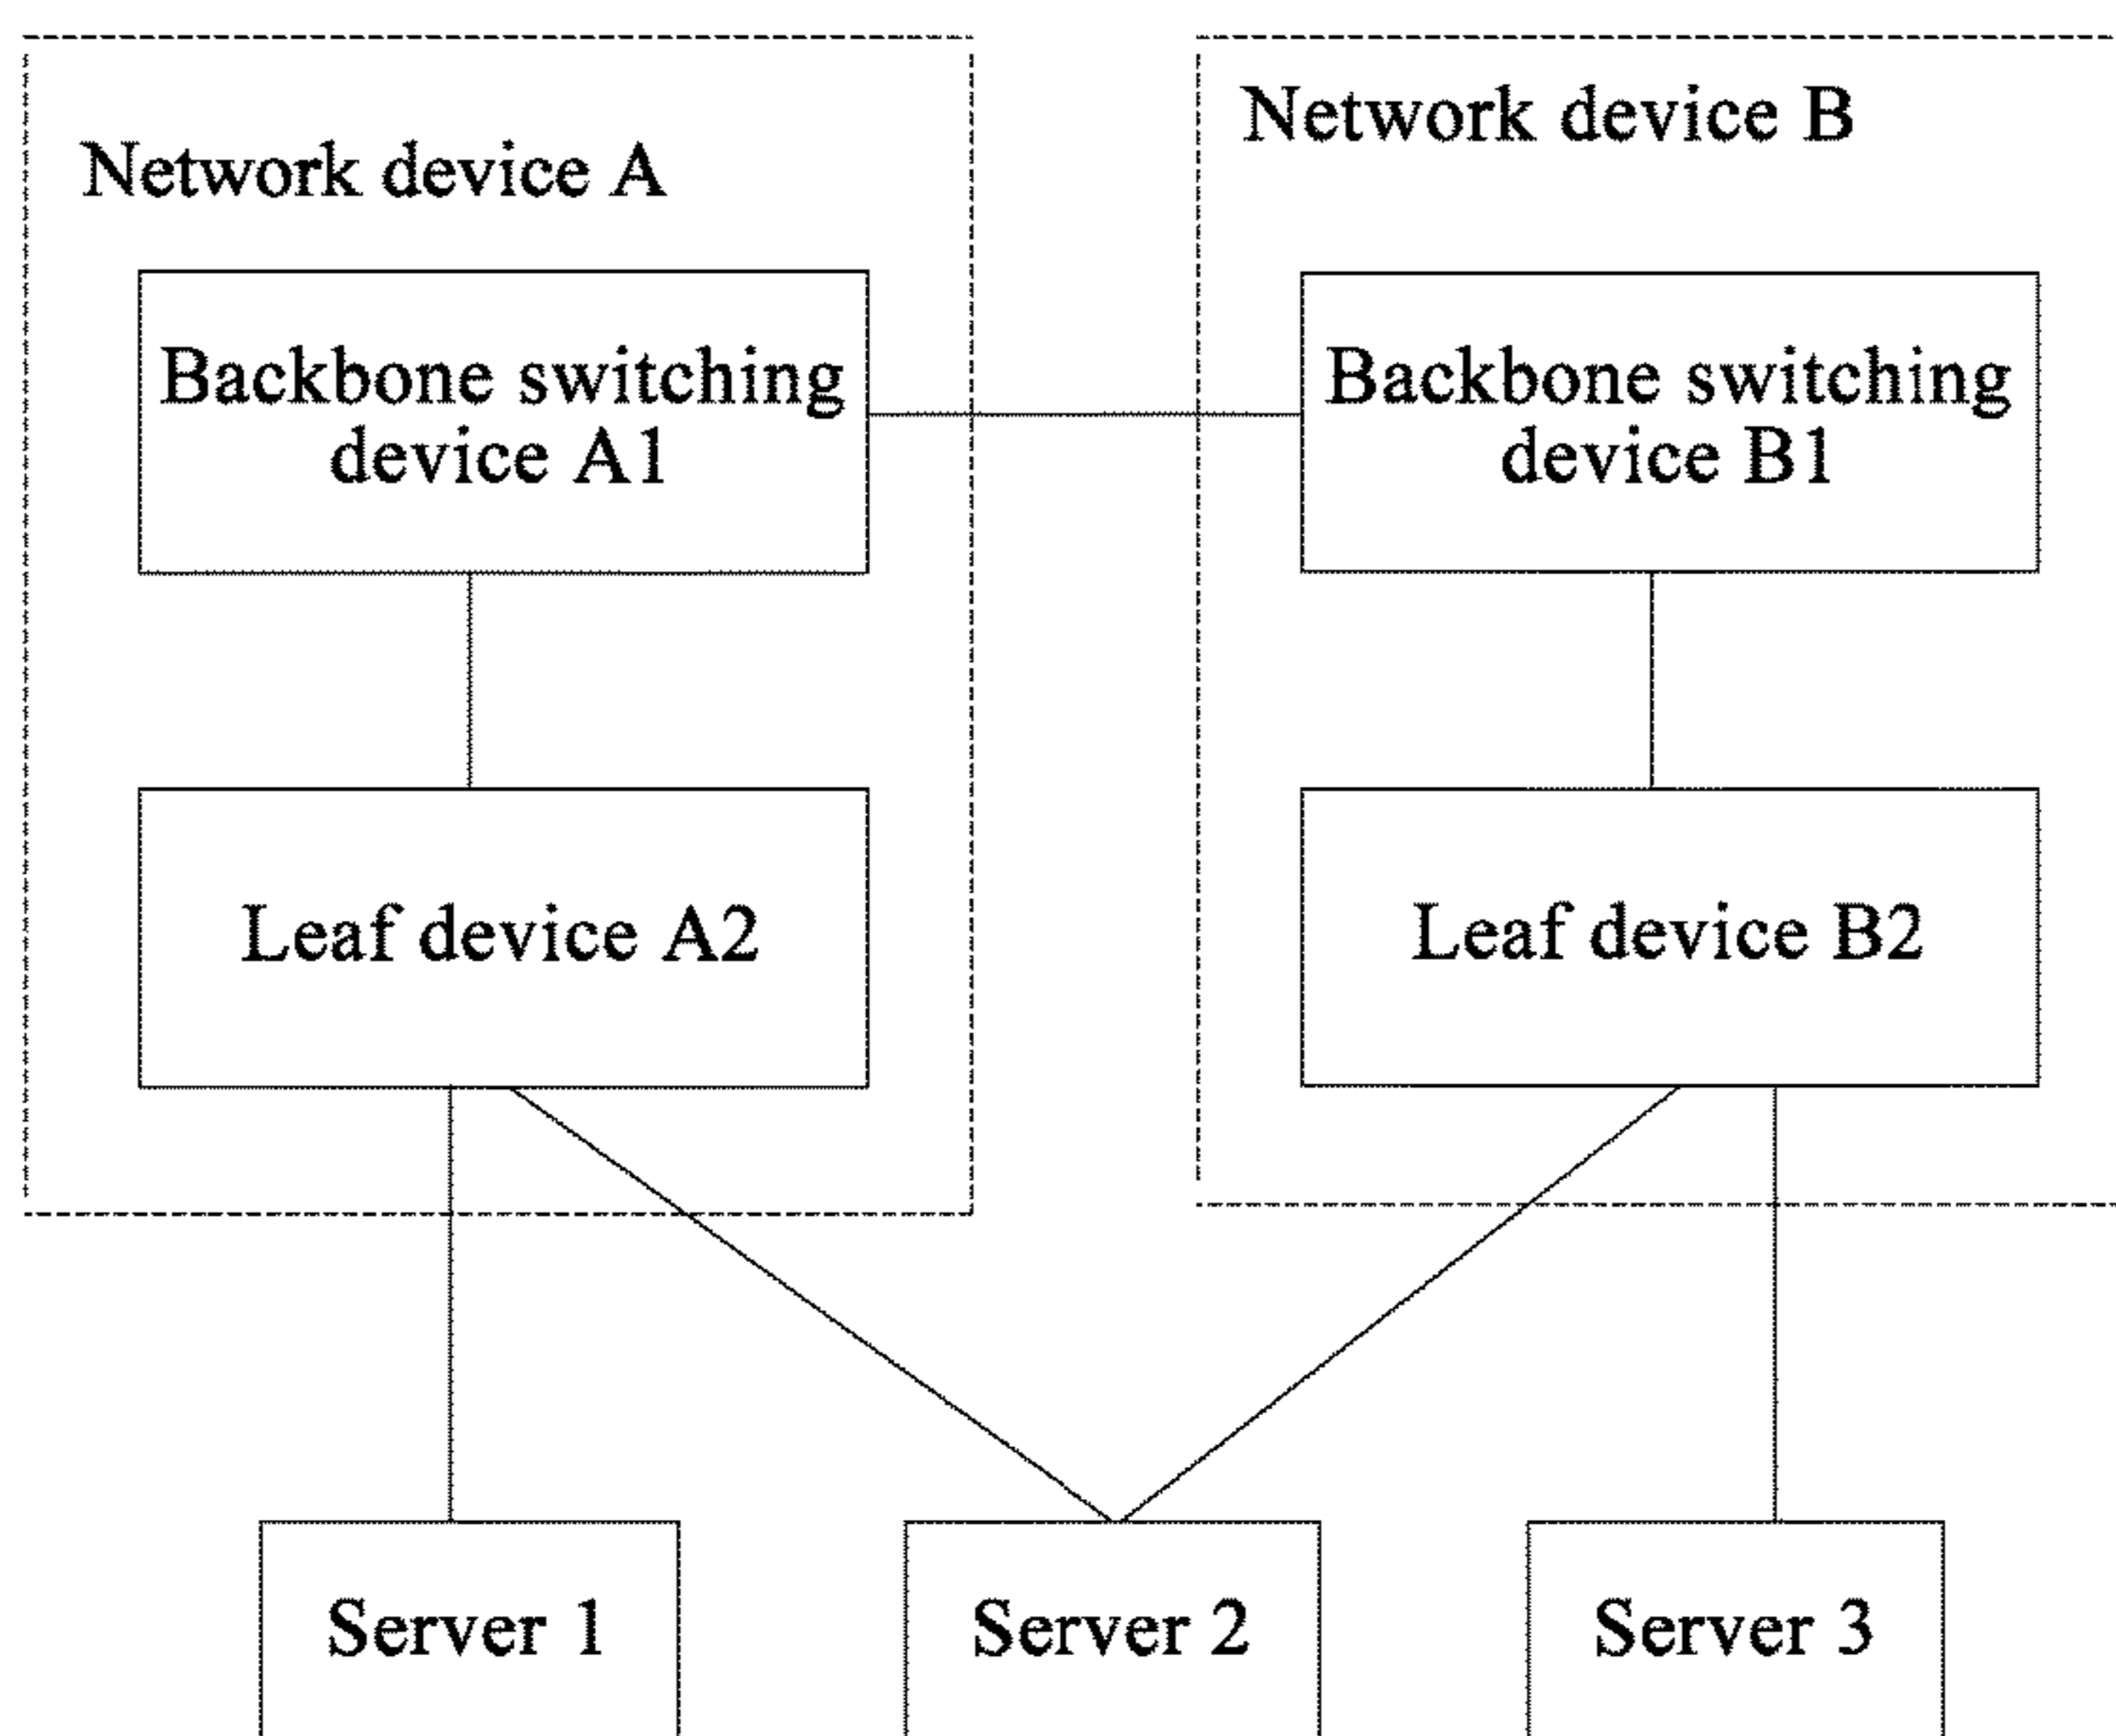 Network device A
Network device B
Backbone switching
device A1
Backbone switching
device B1
Leaf device A2
Leaf device B2
Server 1
Server 2
Server 3